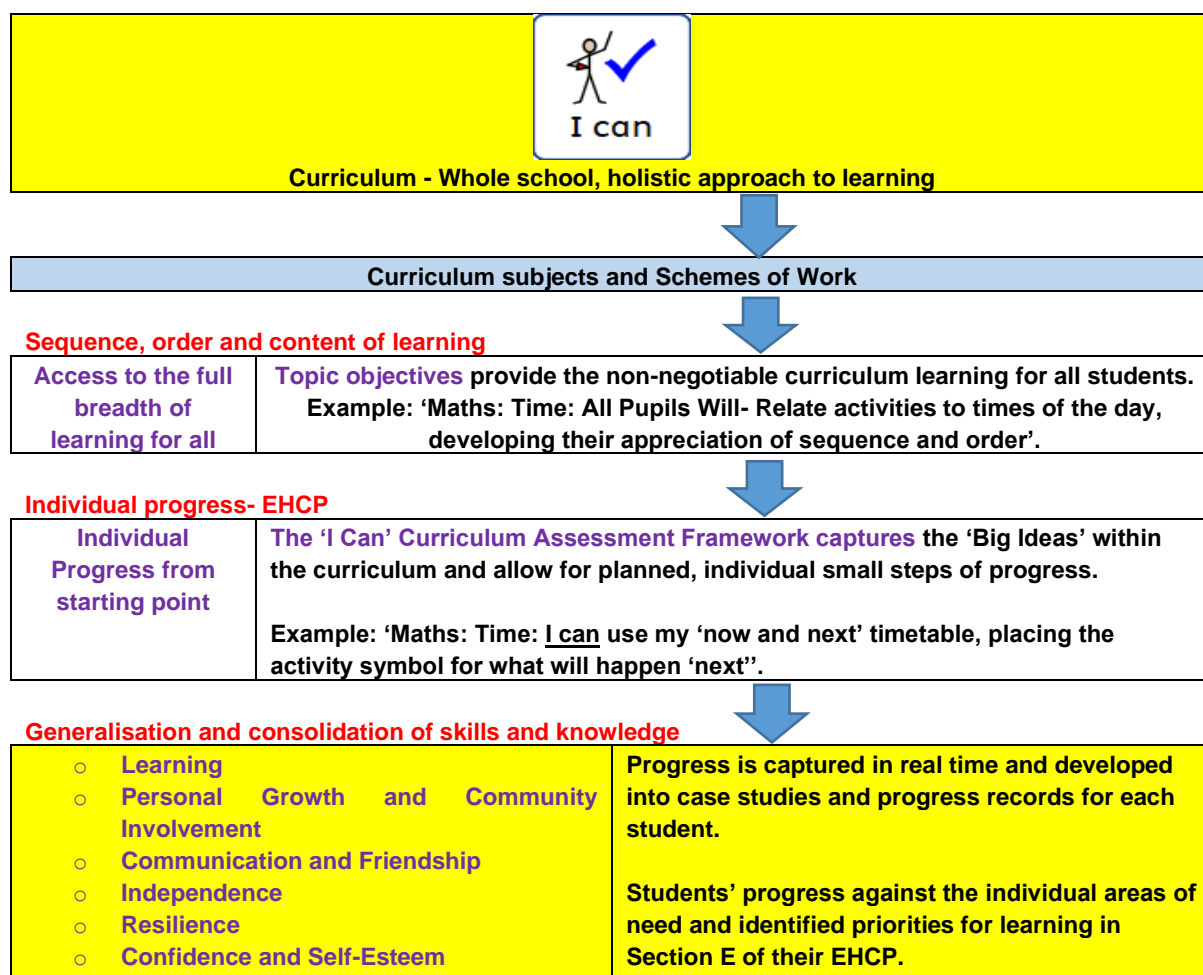 I can
Curriculum - Whole school, holistic approach to learning
Curriculum subjects and Schemes of Work
Sequence, order and content of learning
Access to the full
breadth of
learning for all
Topic objectives provide the non-negotiable curriculum learning for all students.
Example: ‘Maths: Time: All Pupils Will- Relate activities to times of the day,
developing their appreciation of sequence and order’.
Individual progress- EHCP
Individual
Progress from
starting point
The ‘I Can’ Curriculum Assessment Framework captures the ‘Big Ideas’ within
the curriculum and allow for planned, individual small steps of progress.
Example: ‘Maths: Time: I can use my ‘now and next’ timetable, placing the
activity symbol for what will happen ‘next’’.
Generalisation and consolidation of skills and knowledge
o Learning
o Personal Growth and Community
Involvement
o Communication and Friendship
o Independence
o Resilience
o Confidence and Self-Esteem
Progress is captured in real time and developed
into case studies and progress records for each
student.
Students’ progress against the individual areas of
need and identified priorities for learning in
Section E of their EHCP.